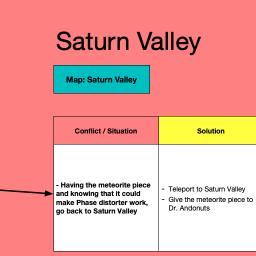 Saturn Valley
Map: Saturn Valley
Conflict / Situation
Solution
- Having the meteorite piece
and knowing that it could
make Phase distorter work,
go back to Saturn Valley
- Teleport to Saturn Valley
- Give the meteorite piece to
Dr. Andonuts